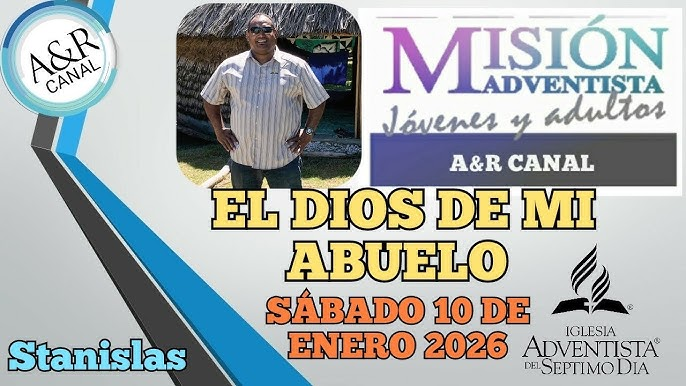 A&R
CANAL
MISIÓN
ADVENTISTA
Jóvenes y adultos
A&R CANAL
EL DIOS DE MI
ABUELO
SÁBADO 10 DE
ENERO 2026
Stanislas
IGLESIA
ADVENTISTA®
DEL SÉPTIMO DÍA